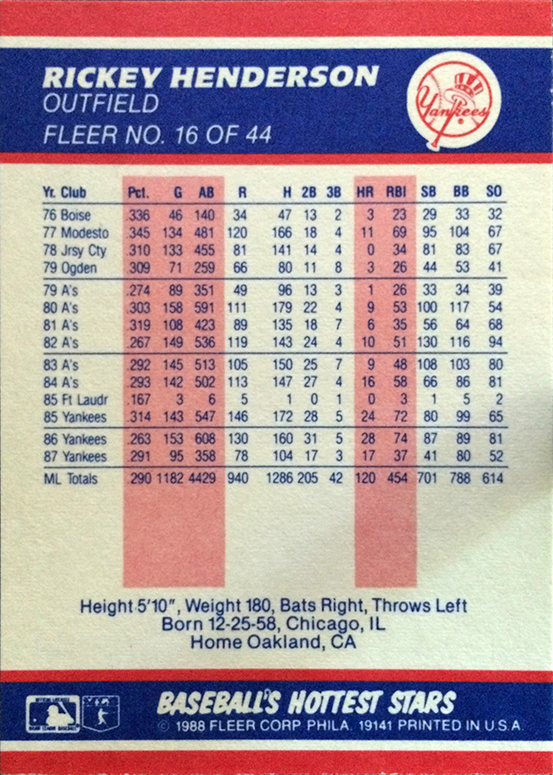 RICKEY HENDERSON
OUTFIELD
FLEER NO. 16 OF 44
Yankees
Yr. Club Pct. G AB R H 2B 3B HR RBI SB BB SO
76 Boise .336 46 140 34 47 13 2 3 23 29 33 32
77 Modesto .345 134 481 120 166 18 4 11 69 95 104 67
78 Jrsy Cty .310 133 455 81 141 14 4 0 34 81 83 67
79 Ogden .309 71 259 66 80 11 8 3 26 44 53 41
79 A's .274 89 351 49 96 13 3 1 26 33 34 39
80 A's .303 158 591 111 179 22 4 9 53 100 117 54
81 A's .319 108 423 89 135 18 7 6 35 56 64 68
82 A's .267 149 536 119 143 24 4 10 51 130 116 94
83 A's .292 145 513 105 150 25 7 9 48 108 103 80
84 A's .293 142 502 113 147 27 4 16 58 66 86 81
85 Ft Laudr .167 3 6 5 1 0 1 0 3 1 5 2
85 Yankees .314 143 547 146 172 28 5 24 72 80 99 65
86 Yankees .263 153 608 130 160 31 5 28 74 87 89 81
87 Yankees .291 95 358 78 104 17 3 17 37 41 80 52
ML Totals .290 1182 4429 940 1286 205 42 120 454 701 788 614
Height 5'10", Weight 180, Bats Right, Throws Left
Born 12-25-58, Chicago, IL
Home Oakland, CA
BASEBALL'S HOTTEST STARS
© 1988 FLEER CORP PHILA. 19141 PRINTED IN U.S.A.